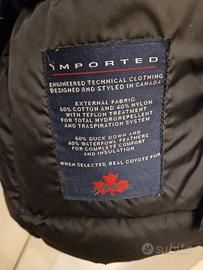 IMPORTED
ENGINEERED TECHNICAL CLOTHING
DESIGNED AND STYLED IN CANADA
EXTERNAL FABRIC
60% COTTON AND 40% NYLON
WITH TEFLON TREATMENT
FOR TOTAL HYDROREPELLENT
AND TRASPIRATION SYSTEM
60% DUCK DOWN AND
40% WATERFOWLS FEATHERS
FOR COMPLETE COMFORT
AND INSULATION
WHEN SELECTED, REAL COYOTE FUR
subito